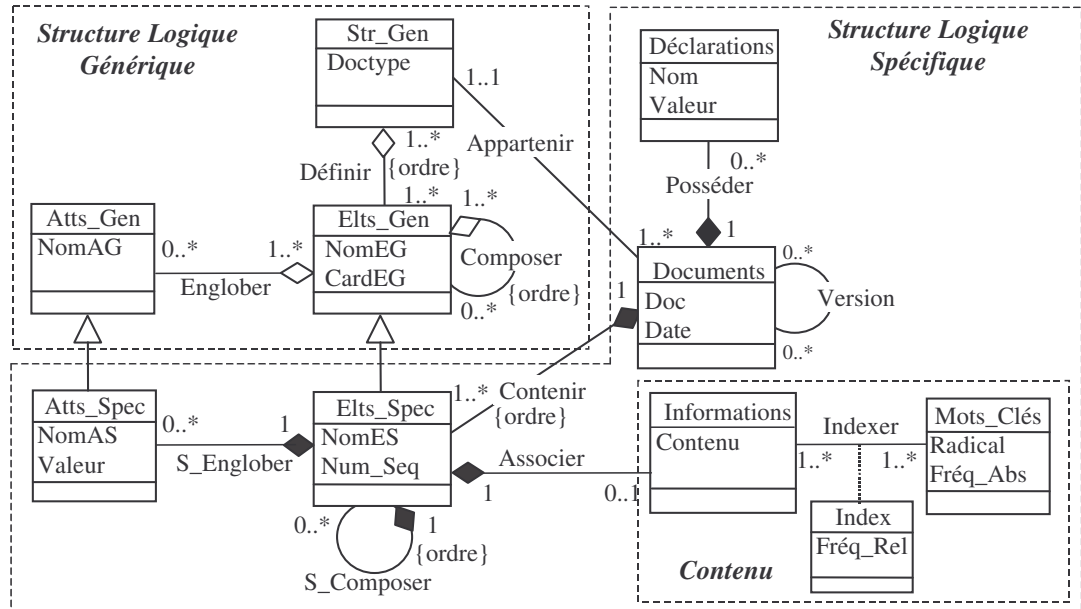 Structure Logique
Générique
Str_Gen
Doctype
1..1
Appartenir
1..*
1..*
{ordre}
Définir
1..*
Elts_Gen
NomEG
CardEG
1..*
Composer
{ordre}
0..*
Atts_Gen
NomAG
0..*
1..*
Englober
Structure Logique
Spécifique
Déclarations
Nom
Valeur
0..*
Posséder
1
Documents
Doc
Date
0..*
Version
0..*
1
Contenir
{ordre}
1..*
Atts_Spec
NomAS
Valeur
0..*
1
S_Englober
Elts_Spec
NomES
Num_Seq
Associer
1
0..1
0..*
1
{ordre}
S_Composer
Informations
Contenu
Indexer
1..*
1..*
Mots_Clés
Radical
Fréq_Abs
Index
Fréq_Rel
Contenu